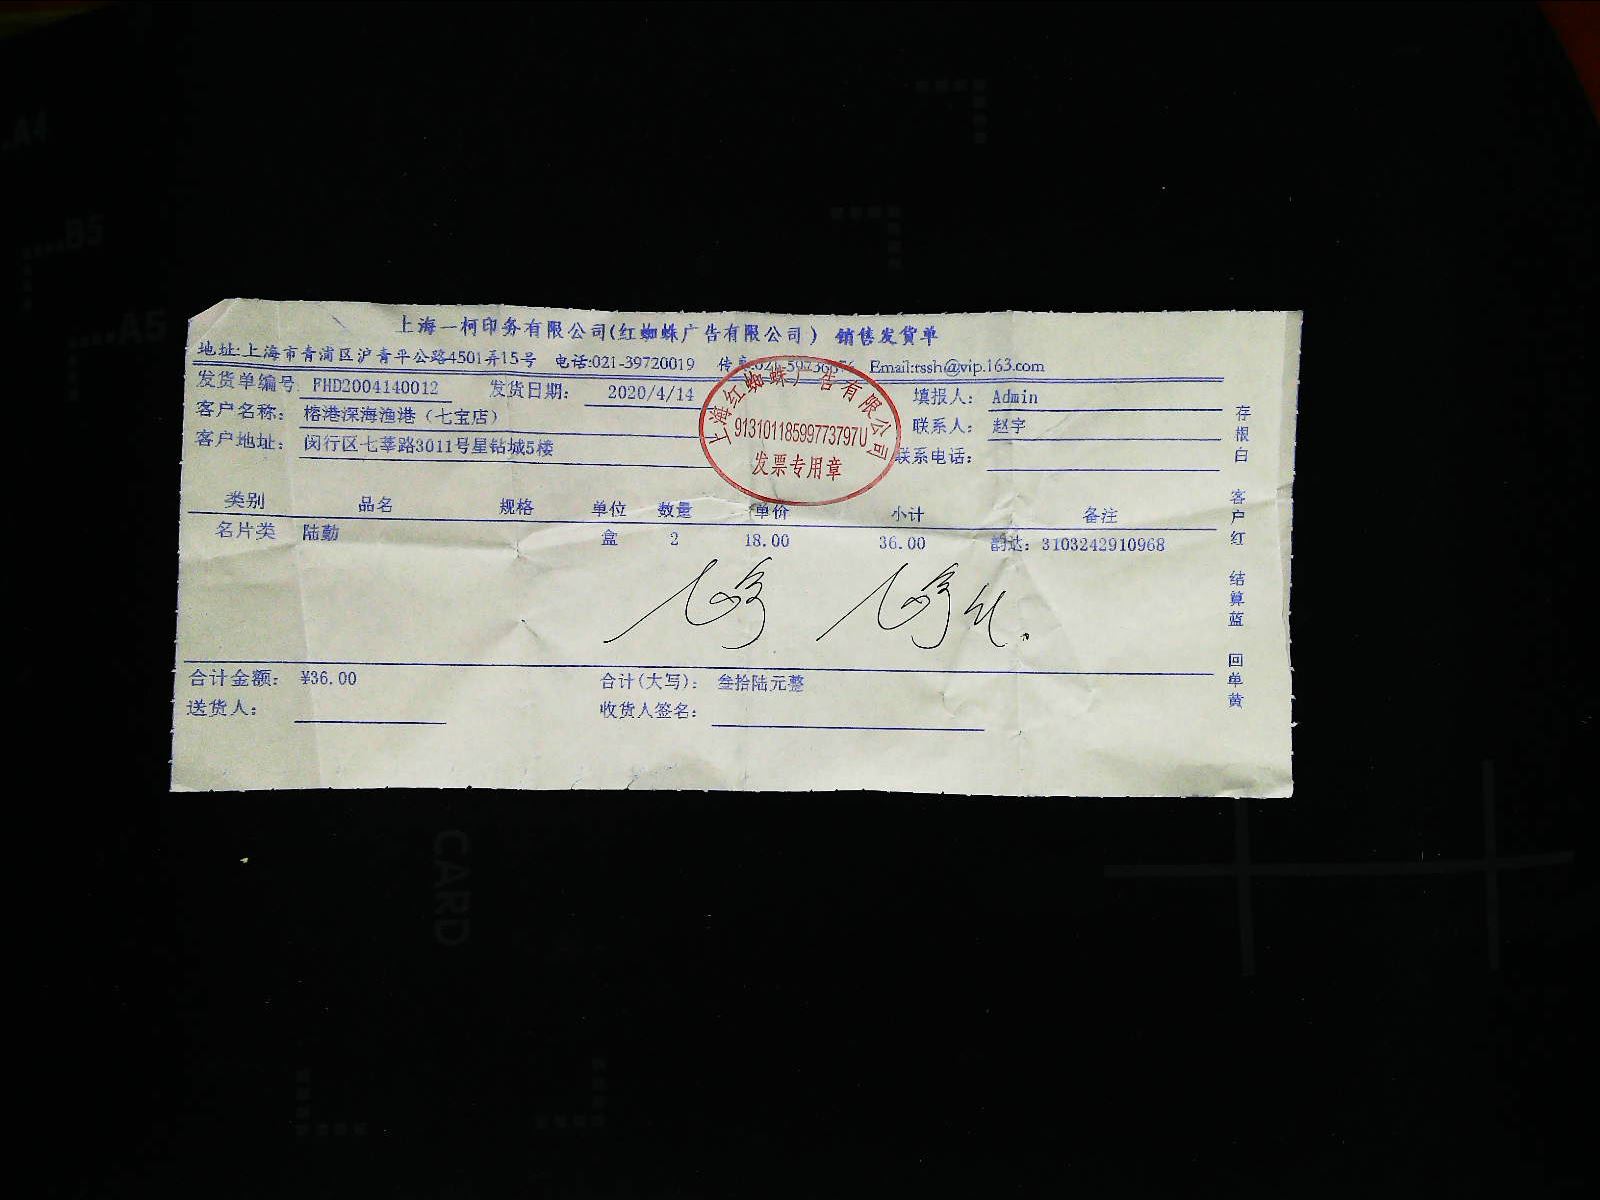 上海一柯印务有限公司(红蜘蛛广告有限公司) 销售发货单
地址:上海市青浦区沪青平公路4501弄15号 电话:021-39720019 传真:021-59736876 Email:rssh@vip.163.com
发货单编号: FHD2004140012 发货日期: 2020/4/14 填报人: Admin
客户名称: 榕港深海渔港(七宝店) 联系人: 赵宇
客户地址: 闵行区七莘路3011号星钻城5楼 联系电话:
上海红蜘蛛广告有限公司
91310118599773797U
发票专用章
类别 品名 规格 单位 数量 单价 小计 备注
名片类 陆勤 盒 2 18.00 36.00 韵达: 3103242910968
合计金额: ¥36.00 合计(大写): 叁拾陆元整
送货人: 收货人签名:
存根白 客户红 结算蓝 回单黄
A4
B5
A5
CARD